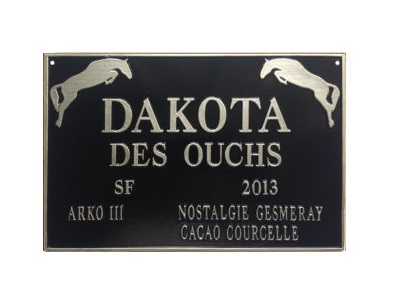 DAKOTA
DES OUCHS
SF 2013
ARKO III NOSTALGIE GESMERAY
CACAO COURCELLE